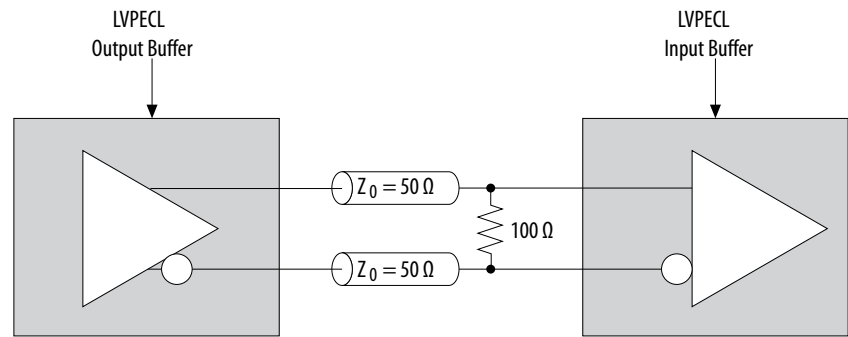 LVPECL
Output Buffer
LVPECL
Input Buffer
Z0 = 50 Ω
100 Ω
Z0 = 50 Ω